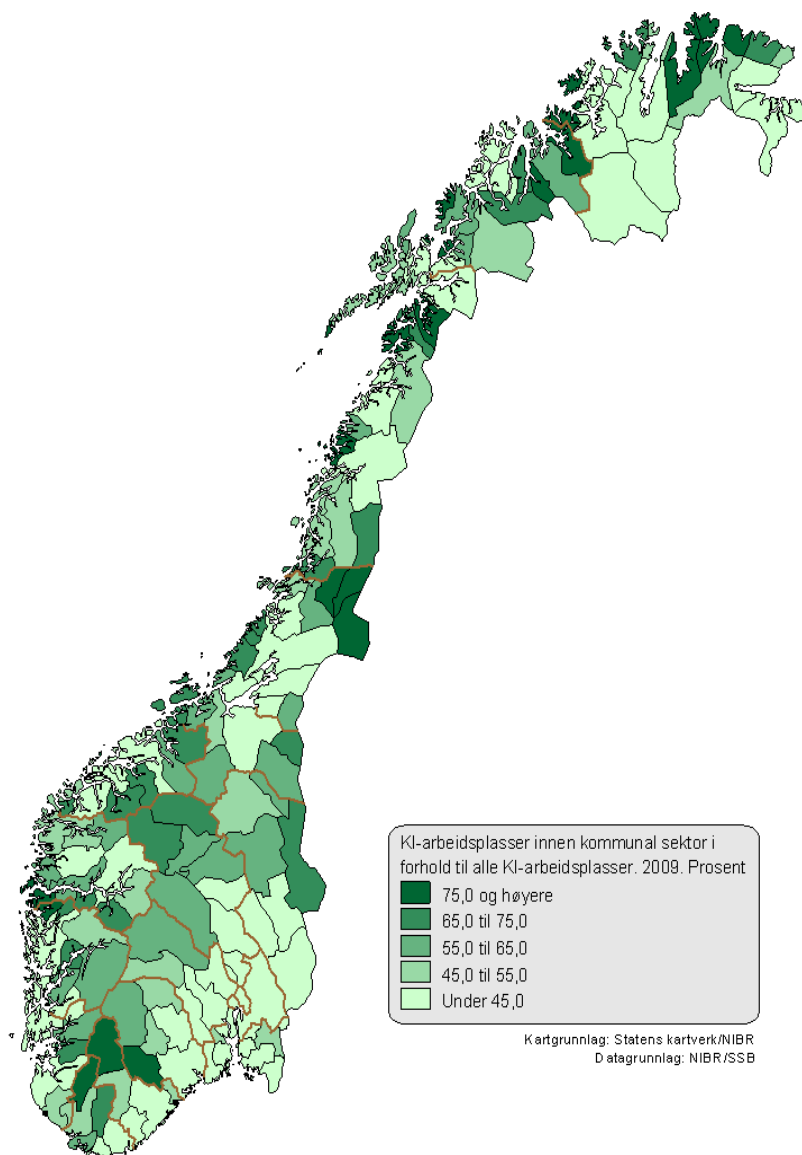 KI-arbeidsplasser innen kommunal sektor i
forhold til alle KI-arbeidsplasser. 2009. Prosent
75,0 og høyere
65,0 til 75,0
55,0 til 65,0
45,0 til 55,0
Under 45,0
Kartgrunnlag: Statens kartverk/NIBR
Datagrunnlag: NIBR/SSB